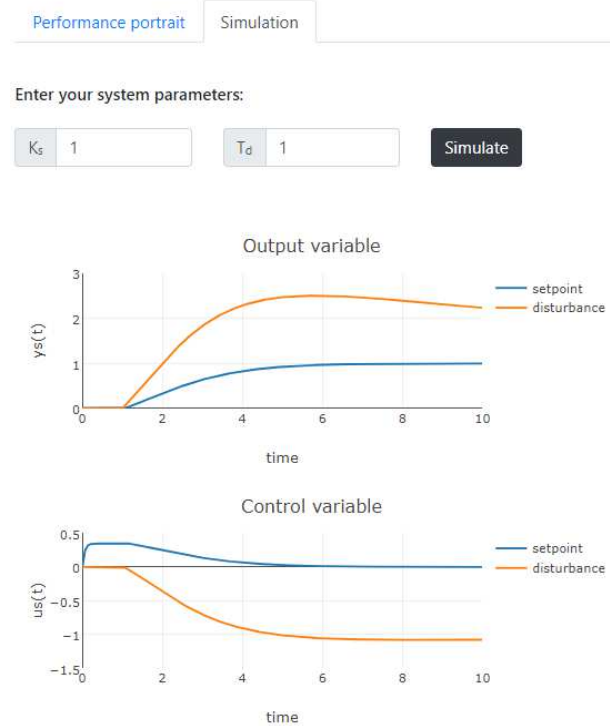 Performance portrait Simulation
Enter your system parameters:
Ks 1 Td 1 Simulate
Output variable
3
2
1
0
ys(t)
0 2 4 6 8 10
time
setpoint
disturbance
Control variable
0.5
0
−0.5
−1
−1.5
us(t)
0 2 4 6 8 10
time
setpoint
disturbance